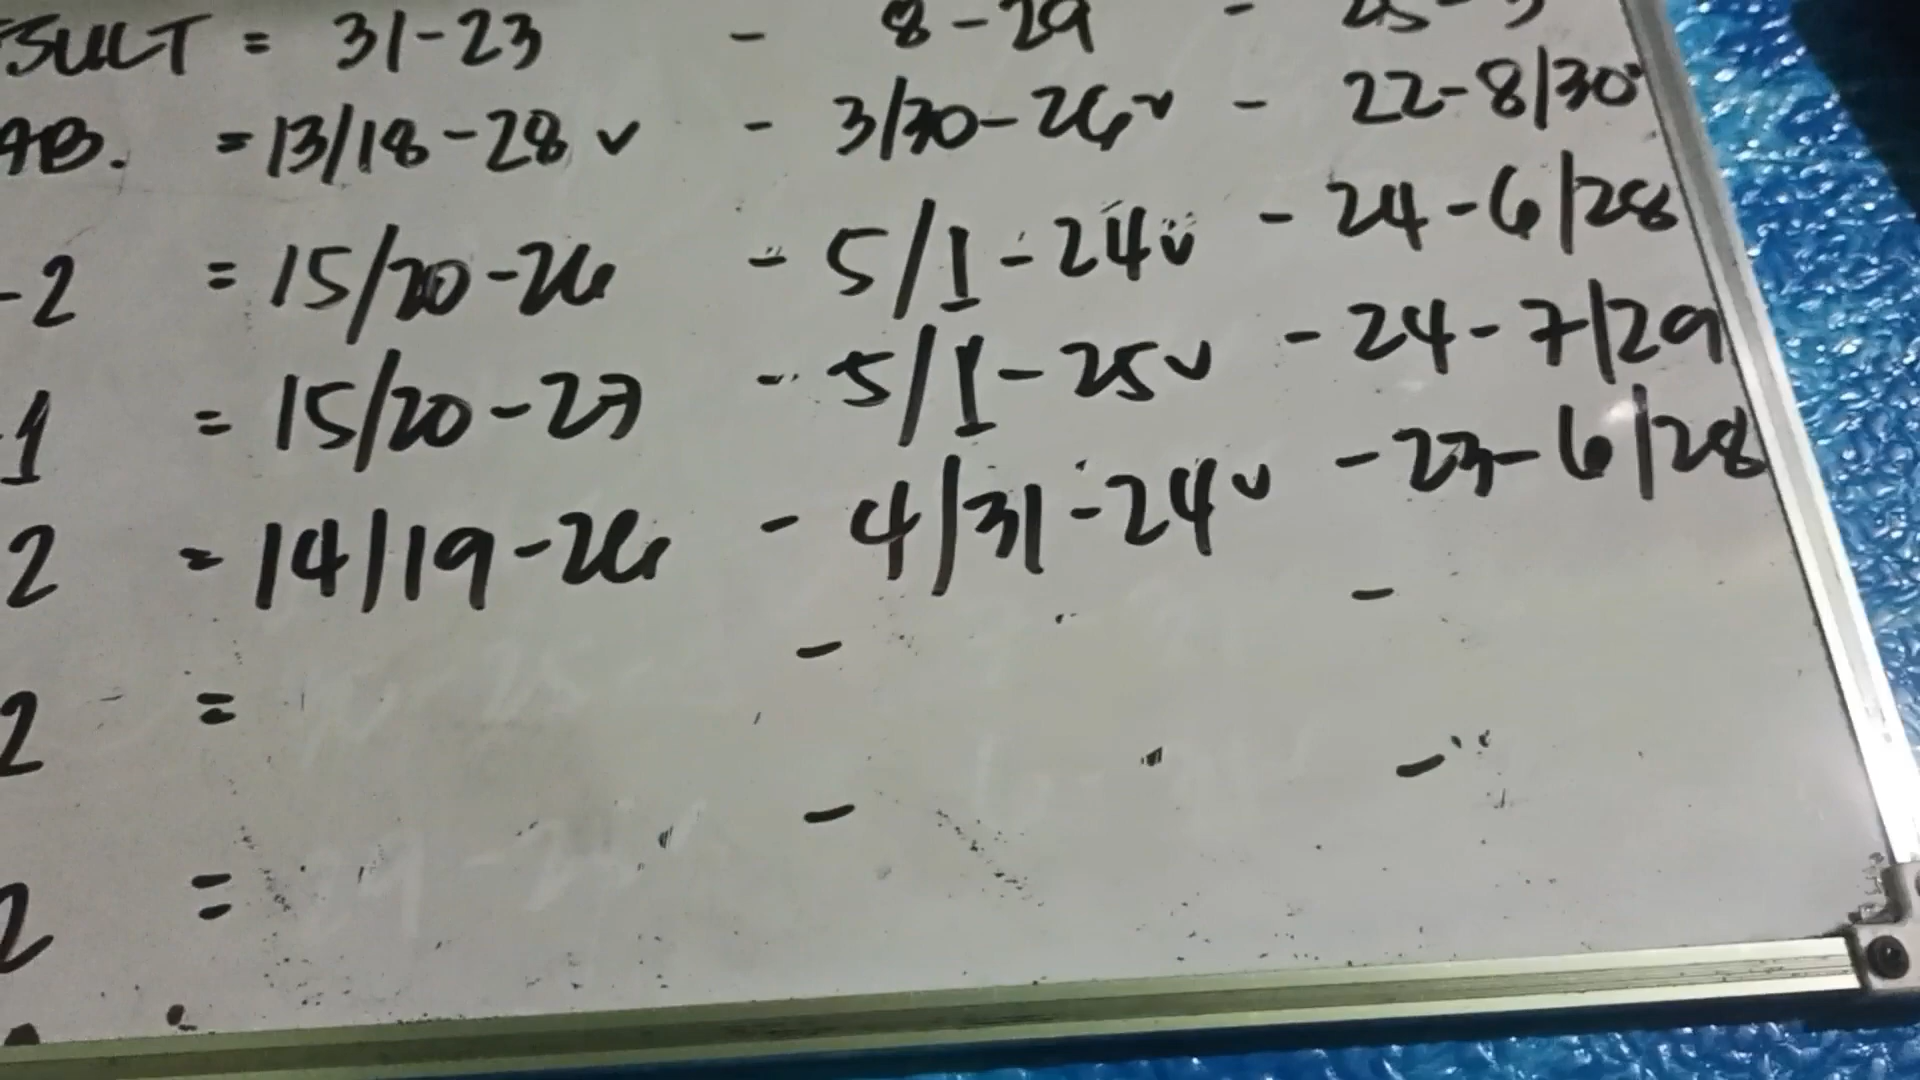 SULT = 31-23 - 8-29 -
AB. = 13/18-28 v - 3/30-26 v - 22-8/30
-2 = 15/20-26 - 5/1-24 v - 24-6/28
-1 = 15/20-27 - 5/1-25 v - 24-7/29
2 = 14/19-26 - 4/31-24 v - 23-6/28
2 = - -
2 = - -